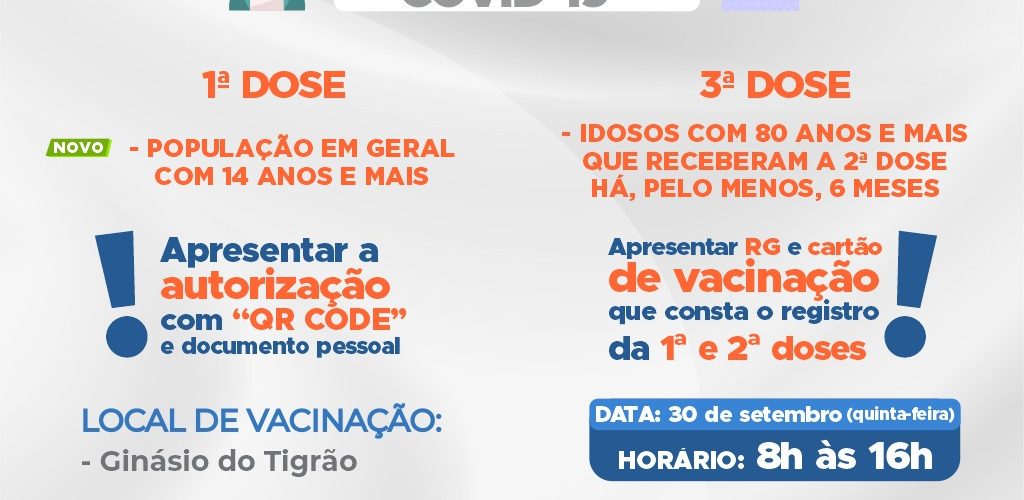 COVID-19
1ª DOSE
NOVO - POPULAÇÃO EM GERAL
COM 14 ANOS E MAIS
Apresentar a
autorização
com “QR CODE”
e documento pessoal
LOCAL DE VACINAÇÃO:
- Ginásio do Tigrão
3ª DOSE
- IDOSOS COM 80 ANOS E MAIS
QUE RECEBERAM A 2ª DOSE
HÁ, PELO MENOS, 6 MESES
Apresentar RG e cartão
de vacinação
que consta o registro
da 1ª e 2ª doses
DATA: 30 de setembro (quinta-feira)
HORÁRIO: 8h às 16h